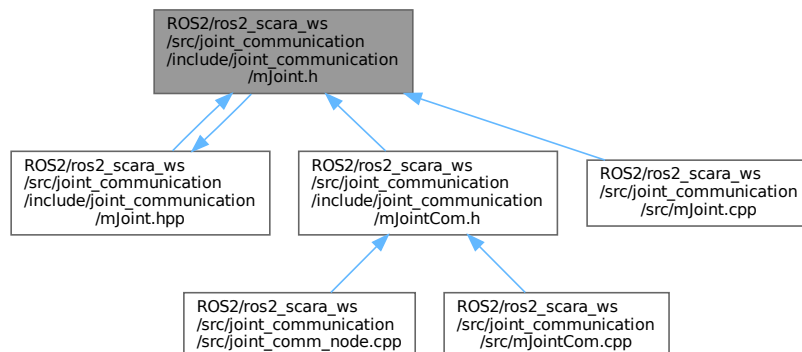 ROS2/ros2_scara_ws
/src/joint_communication
/include/joint_communication
/mJoint.h
ROS2/ros2_scara_ws
/src/joint_communication
/include/joint_communication
/mJoint.hpp
ROS2/ros2_scara_ws
/src/joint_communication
/include/joint_communication
/mJointCom.h
ROS2/ros2_scara_ws
/src/joint_communication
/src/mJoint.cpp
ROS2/ros2_scara_ws
/src/joint_communication
/src/joint_comm_node.cpp
ROS2/ros2_scara_ws
/src/joint_communication
/src/mJointCom.cpp